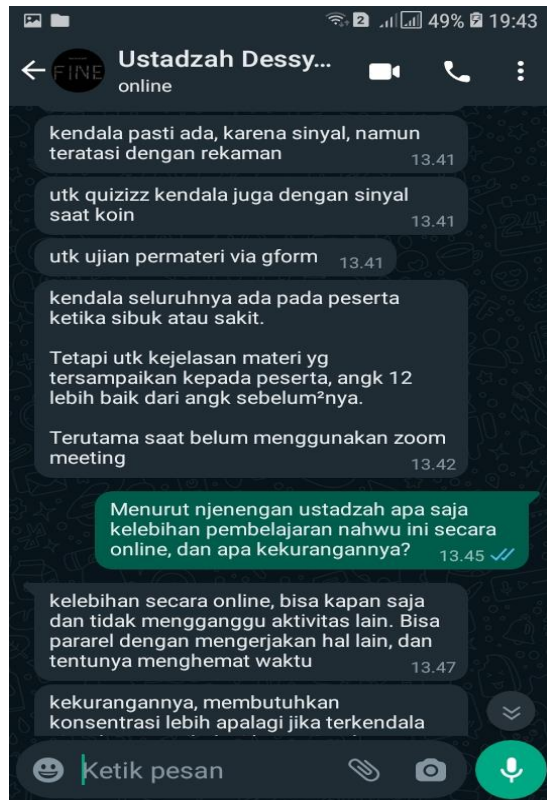 2 49% 19:43
FINE
Ustadzah Dessy...
online
kendala pasti ada, karena sinyal, namun
teratasi dengan rekaman
13.41
utk quizizz kendala juga dengan sinyal
saat koin
13.41
utk ujian permateri via gform 13.41
kendala seluruhnya ada pada peserta
ketika sibuk atau sakit.
Tetapi utk kejelasan materi yg
tersampaikan kepada peserta, angk 12
lebih baik dari angk sebelum²nya.
Terutama saat belum menggunakan zoom
meeting
13.42
Menurut njenengan ustadzah apa saja
kelebihan pembelajaran nahwu ini secara
online, dan apa kekurangannya? 13.45
kelebihan secara online, bisa kapan saja
dan tidak mengganggu aktivitas lain. Bisa
pararel dengan mengerjakan hal lain, dan
tentunya menghemat waktu
13.47
kekurangannya, membutuhkan
konsentrasi lebih apalagi jika terkendala
Ketik pesan